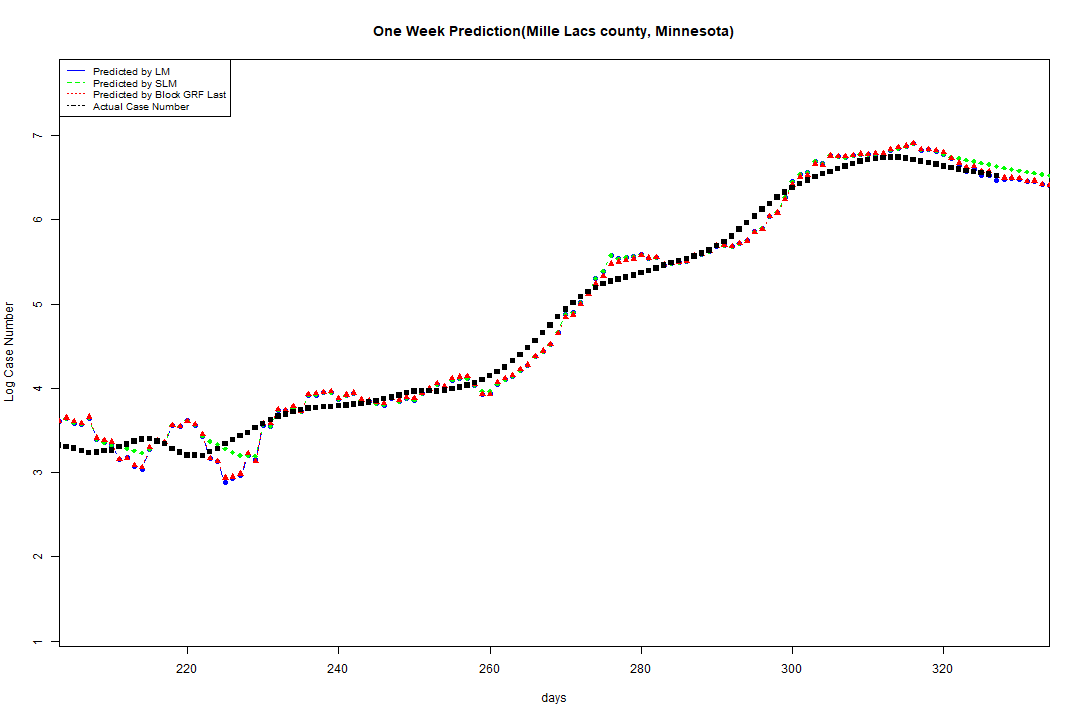 One Week Prediction(Mille Lacs county, Minnesota)
Predicted by LM
Predicted by SLM
Predicted by Block GRF Last
Actual Case Number
7
6
5
4
3
2
1
Log Case Number
220 240 260 280 300 320
days